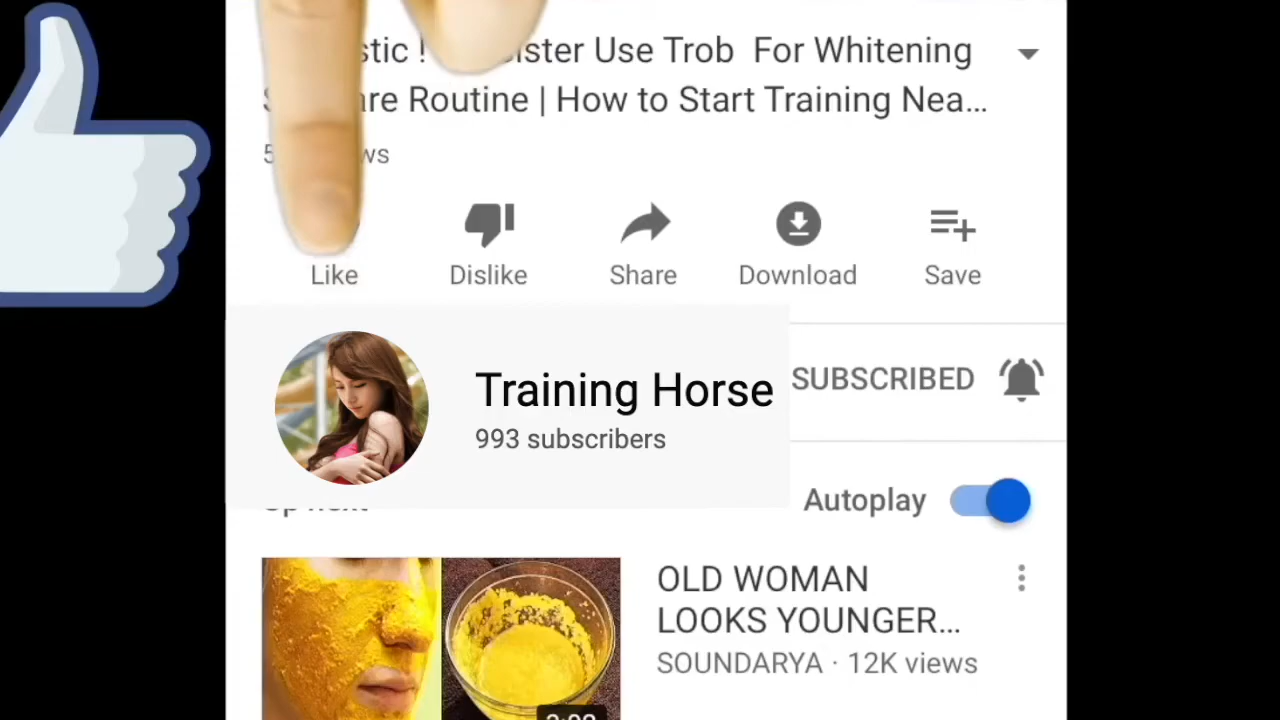 stic ! ister Use Trob For Whitening
are Routine | How to Start Training Nea...
ws
Like
Dislike
Share
Download
Save
Training Horse
993 subscribers
SUBSCRIBED
Autoplay
OLD WOMAN
LOOKS YOUNGER...
SOUNDARYA · 12K views